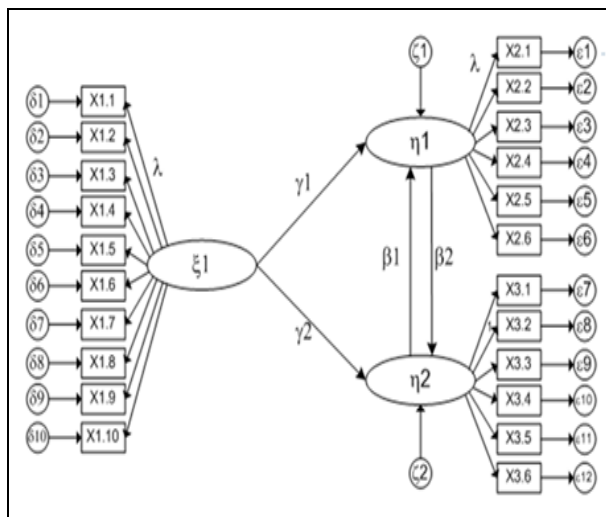 ζ1
X2.1
ε1
λ
X2.2
ε2
δ1
X1.1
X2.3
ε3
δ2
X1.2
η1
X2.4
ε4
λ
δ3
X1.3
γ1
X2.5
ε5
δ4
X1.4
X2.6
ε6
δ5
X1.5
ξ1
β1
β2
δ6
X1.6
X3.1
ε7
δ7
X1.7
X3.2
ε8
γ2
δ8
X1.8
X3.3
ε9
η2
δ9
X1.9
X3.4
ε10
δ10
X1.10
X3.5
ε11
ζ2
X3.6
ε12